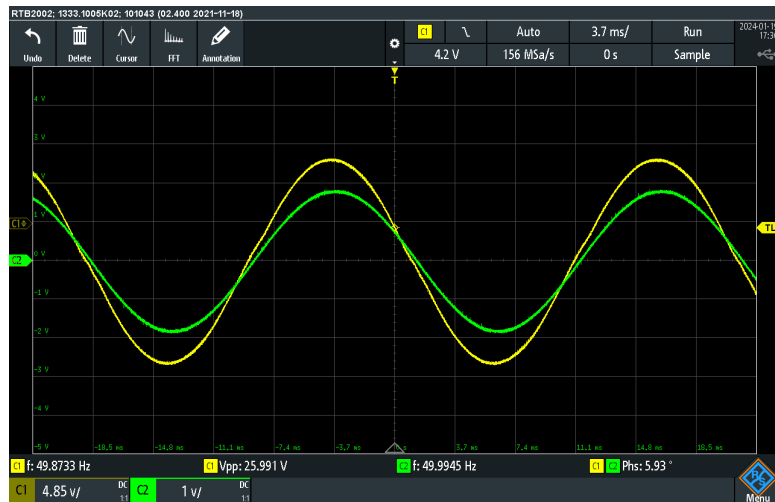 RTB2002; 1333.1005K02; 101043 (02.400 2021-11-18)
Undo Delete Cursor FFT Annotation
C1 Auto 3.7 ms/ Run
4.2 V 156 MSa/s 0 s Sample
T
4 V
3 V
1 V
C1
TL
0 V
C2
-1 V
-2 V
-3 V
-4 V
-5 V -18.5 ms -14.8 ms -11.1 ms -7.4 ms -3.7 ms 3.7 ms 7.4 ms 11.1 ms 14.8 ms 18.5 ms
C1 f: 49.8733 Hz C1 Vpp: 25.991 V C2 f: 49.9945 Hz C1 C2 Phs: 5.93 °
C1 4.85 v/ DC 1:1 C2 1 v/ DC 1:1
R&S
Menu